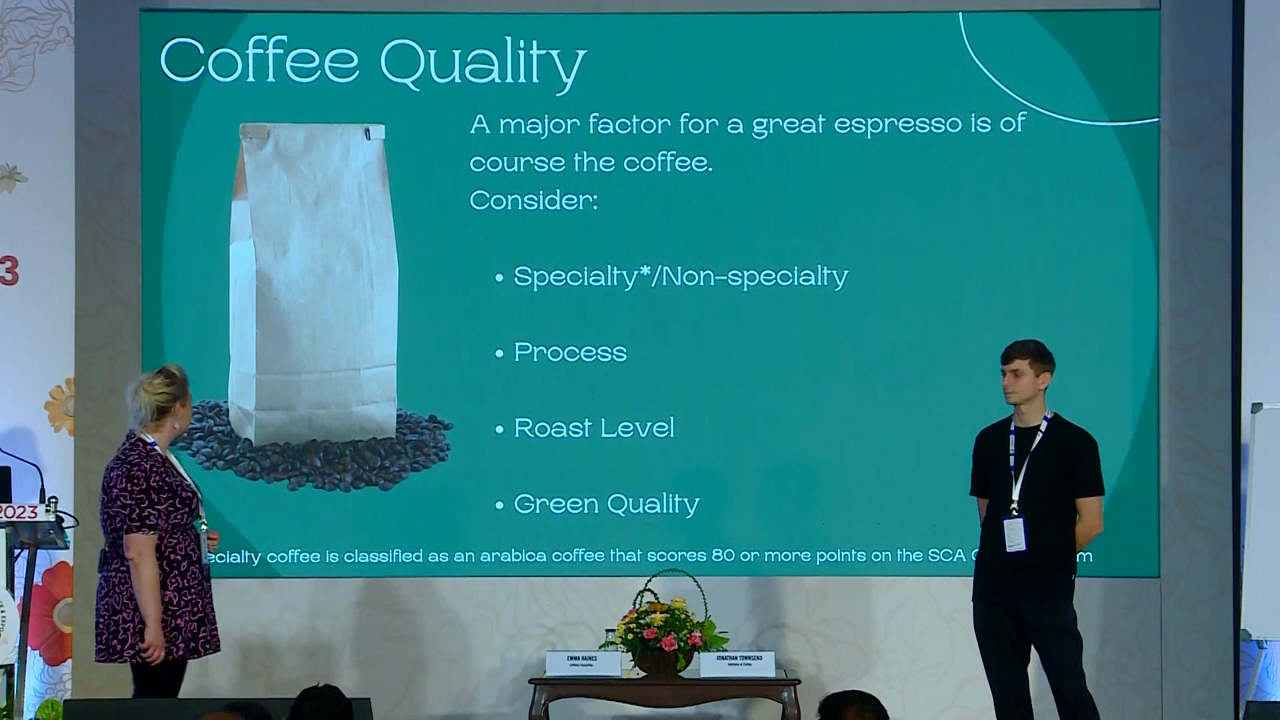 Coffee Quality
A major factor for a great espresso is of
course the coffee.
Consider:
• Specialty*/Non-specialty
• Process
• Roast Level
• Green Quality
coffee is classified as an arabica coffee that scores 80 or more points on the SCA
3
2023
EMMA HAINES
JONATHAN TOWNSEND